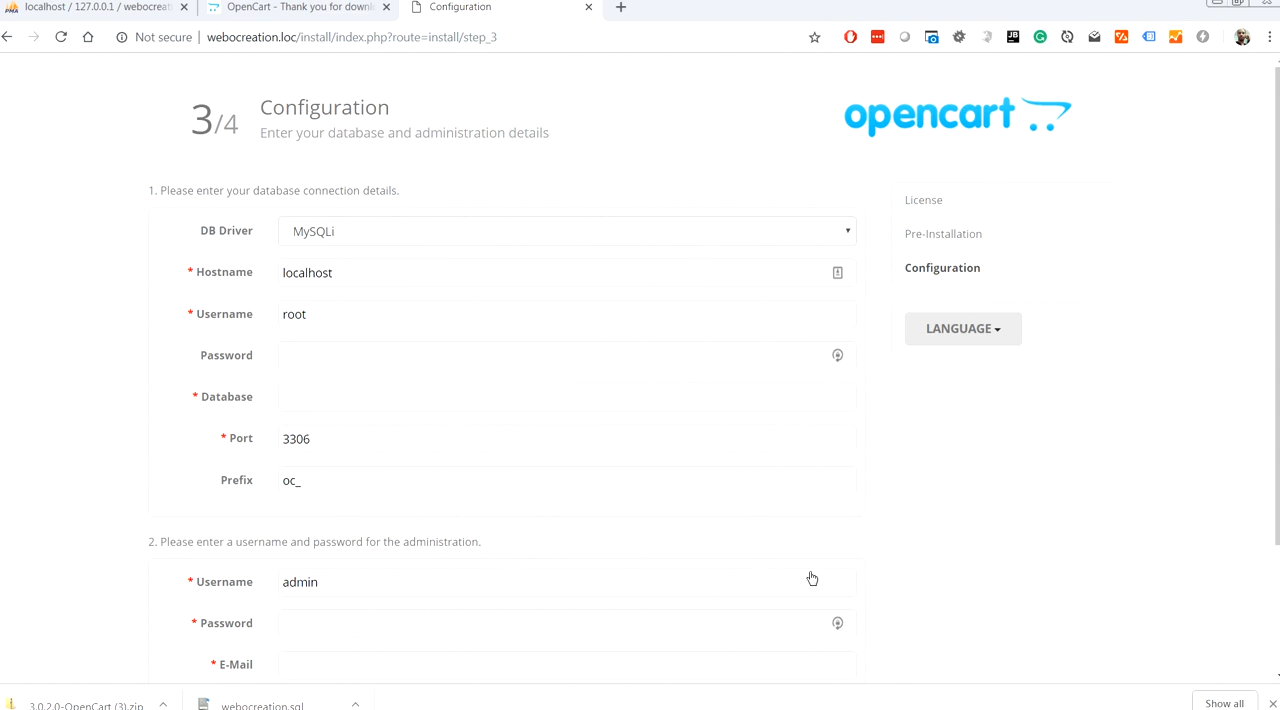 localhost / 127.0.0.1 / webocreati
OpenCart - Thank you for downl
Configuration
Not secure
webocreation.loc/install/index.php?route=install/step_3
3/4
Configuration
Enter your database and administration details
opencart
1. Please enter your database connection details.
DB Driver
MySQLi
* Hostname
localhost
* Username
root
Password
* Database
* Port
3306
Prefix
oc_
License
Pre-Installation
Configuration
LANGUAGE
2. Please enter a username and password for the administration.
* Username
admin
* Password
* E-Mail
3.0.2.0-OpenCart (3).zip
webocreation.sql
Show all